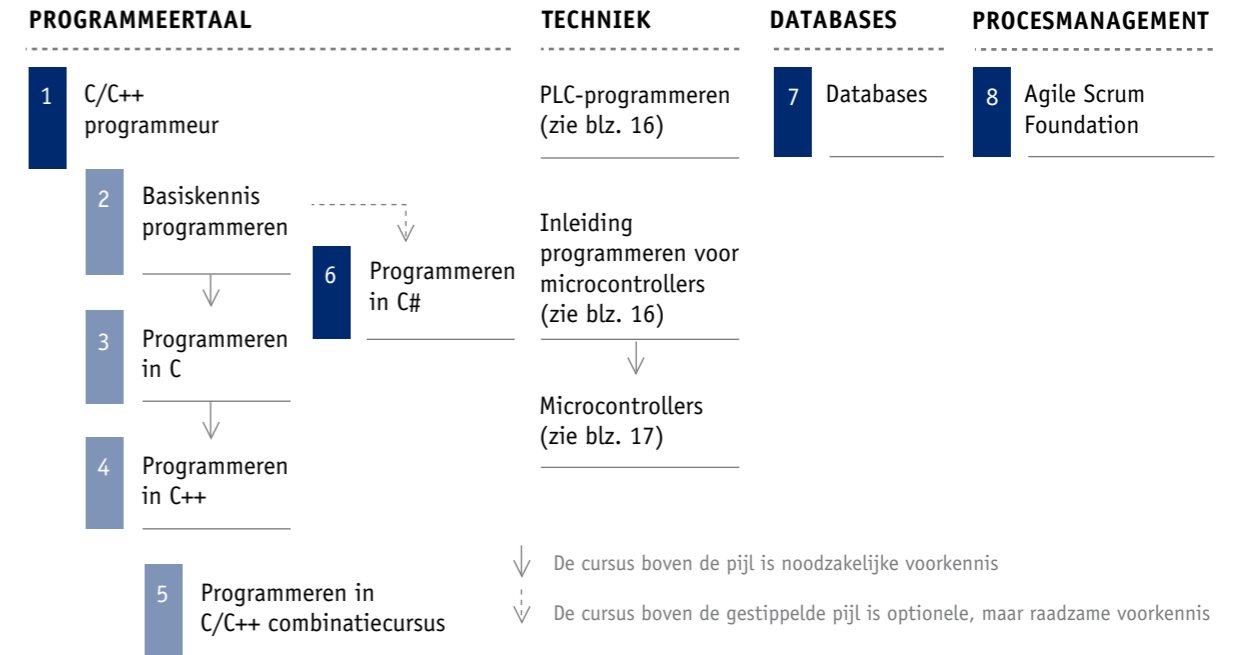 PROGRAMMEERTAAL
1 C/C++
programmeur
2 Basiskennis
programmeren
3 Programmeren
in C
4 Programmeren
in C++
5 Programmeren in
C/C++ combinatiecursus
6 Programmeren
in C#
TECHNIEK
PLC-programmeren
(zie blz. 16)
Inleiding
programmeren voor
microcontrollers
(zie blz. 16)
Microcontrollers
(zie blz. 17)
DATABASES
7 Databases
PROCESMANAGEMENT
8 Agile Scrum
Foundation
De cursus boven de pijl is noodzakelijke voorkennis
De cursus boven de gestippelde pijl is optionele, maar raadzame voorkennis